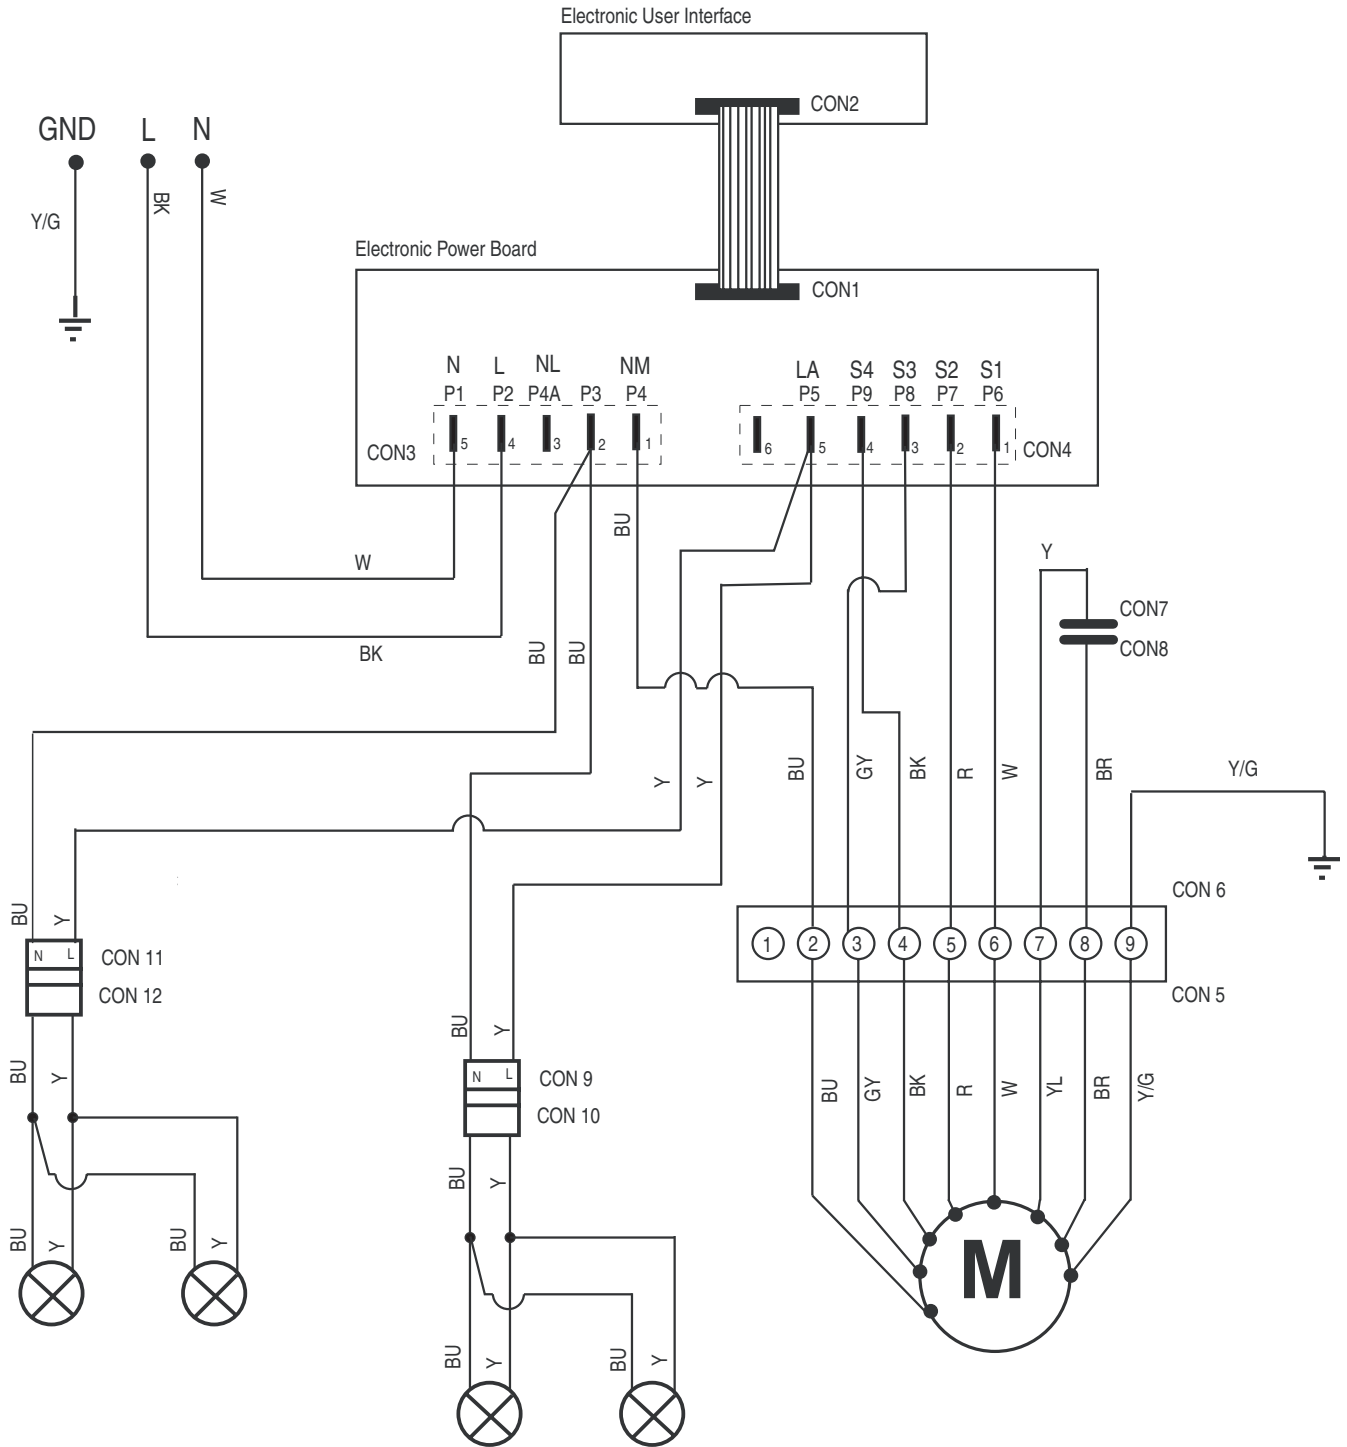 Electronic User Interface
CON2
GND L N
BK W
Y/G
Electronic Power Board
CON1
N L NL NM
P1 P2 P4A P3 P4
LA S4 S3 S2 S1
P5 P9 P8 P7 P6
5 4 3 2 1
6 5 4 3 2 1
CON3
CON4
BU
W
Y
CON7
CON8
BK
BU BU
Y Y BU GY BK R W BR
Y/G
CON 6
BU Y
1 2 3 4 5 6 7 8 9
N L
CON 11
CON 12
CON 5
BU Y
BU Y
N L
CON 9
CON 10
BU GY BK R W YL BR Y/G
BU Y
BU Y BU Y
M
BU Y BU Y